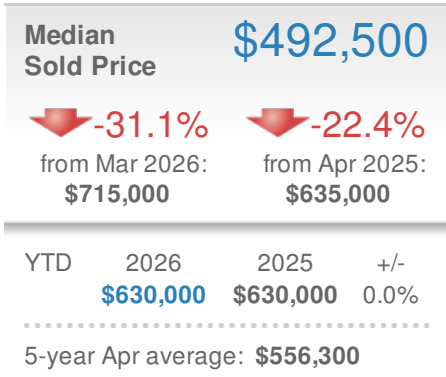 Median
Sold Price
$492,500
-31.1% -22.4%
from Mar 2026: from Apr 2025:
$715,000 $635,000
YTD 2026 2025 +/-
$630,000 $630,000 0.0%
5-year Apr average: $556,300